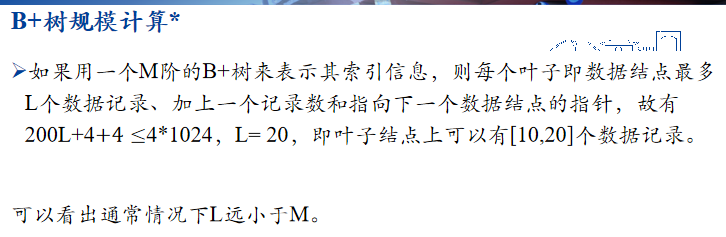 B+树规模计算*
➢如果用一个M阶的B+树来表示其索引信息，则每个叶子即数据结点最多
L个数据记录、加上一个记录数和指向下一个数据结点的指针，故有
200L+4+4 ≤4*1024，L= 20，即叶子结点上可以有[10,20]个数据记录。
可以看出通常情况下L远小于M。